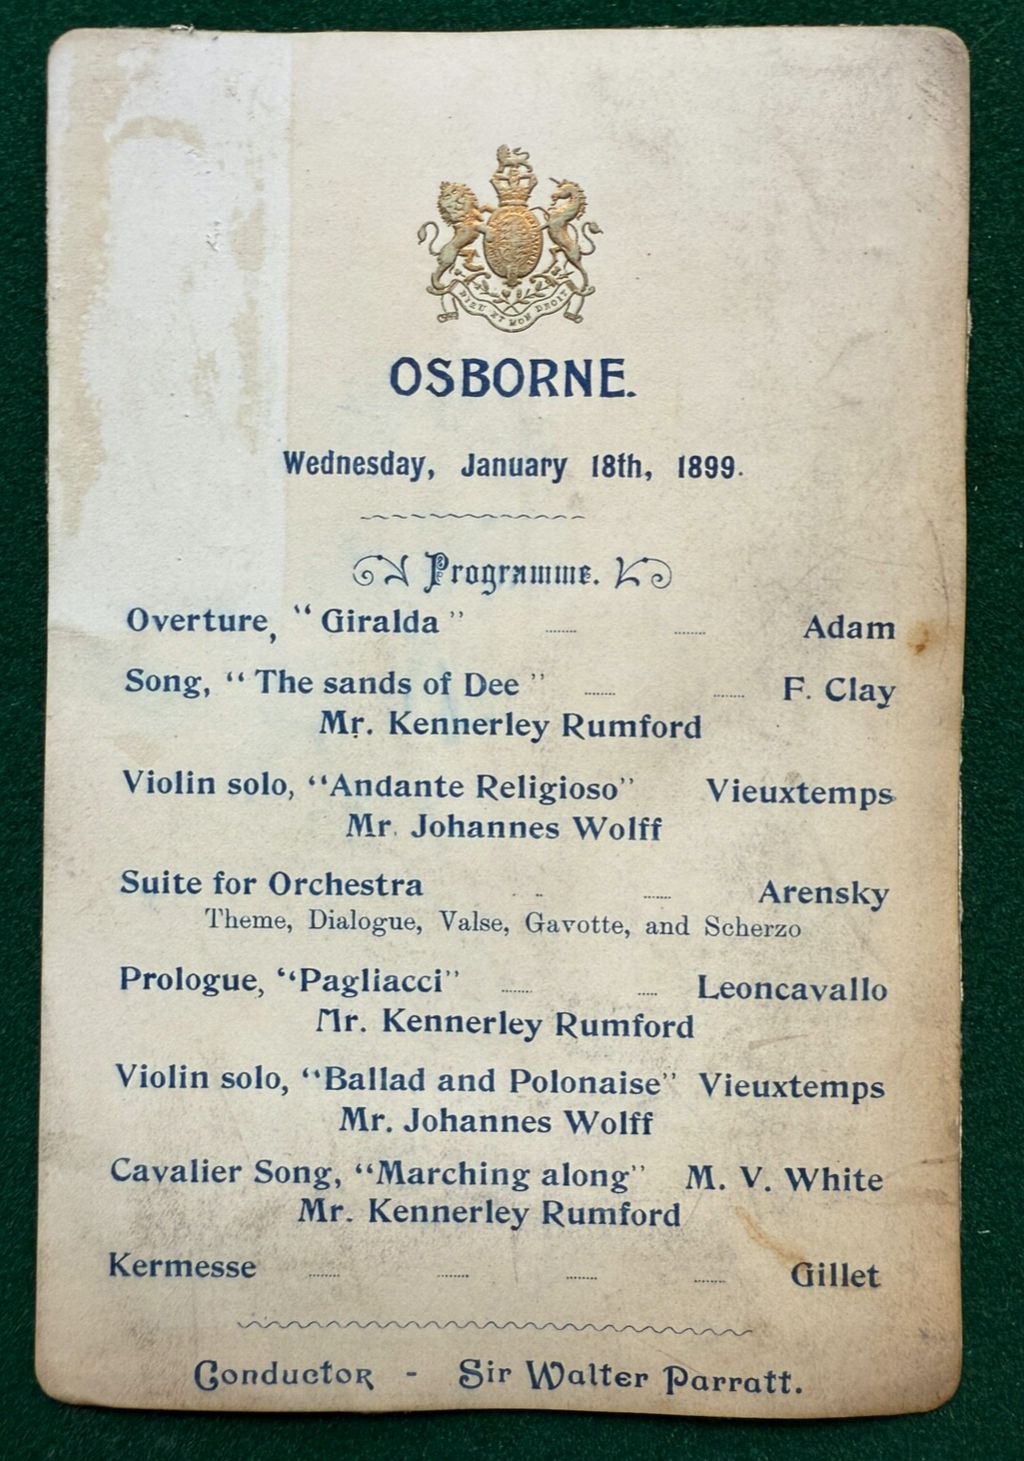 DIEU ET MON DROIT
OSBORNE.
Wednesday, January 18th, 1899.
Programme.
Overture, "Giralda" ...... ...... Adam
Song, "The sands of Dee" ...... ...... F. Clay
Mr. Kennerley Rumford
Violin solo, "Andante Religioso" Vieuxtemps
Mr. Johannes Wolff
Suite for Orchestra ...... ...... Arensky
Theme, Dialogue, Valse, Gavotte, and Scherzo
Prologue, "Pagliacci" ...... ...... Leoncavallo
Mr. Kennerley Rumford
Violin solo, "Ballad and Polonaise" Vieuxtemps
Mr. Johannes Wolff
Cavalier Song, "Marching along" M. V. White
Mr. Kennerley Rumford
Kermesse ...... ...... ...... ...... Gillet
Conductor - Sir Walter Parratt.